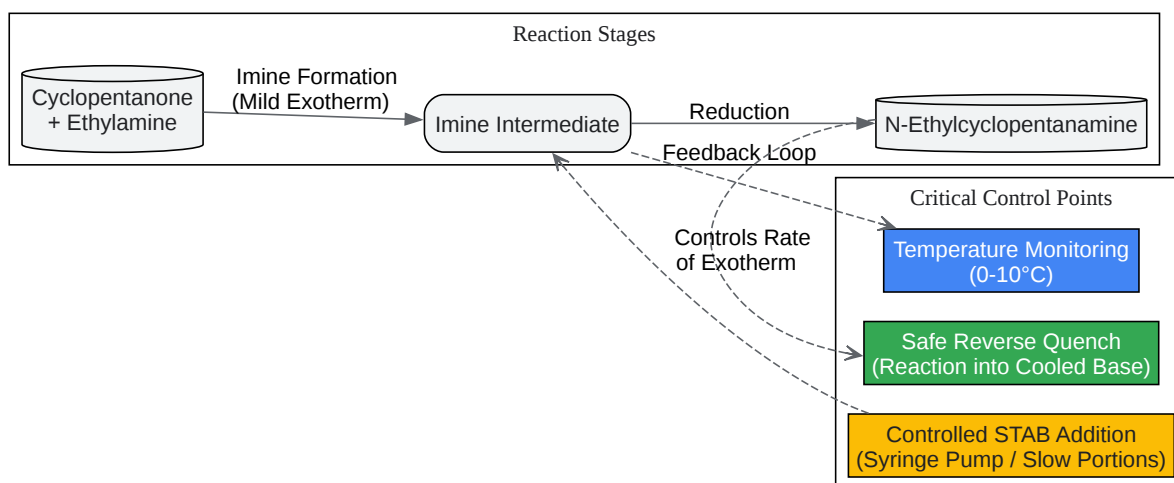 Reaction Stages
Cyclopentanone
+ Ethylamine
Imine Formation
(Mild Exotherm)
Imine Intermediate
Reduction
N-Ethylcyclopentanamine
Feedback Loop
Critical Control Points
Controls Rate
of Exotherm
Temperature Monitoring
(0-10°C)
Safe Reverse Quench
(Reaction into Cooled Base)
Controlled STAB Addition
(Syringe Pump / Slow Portions)